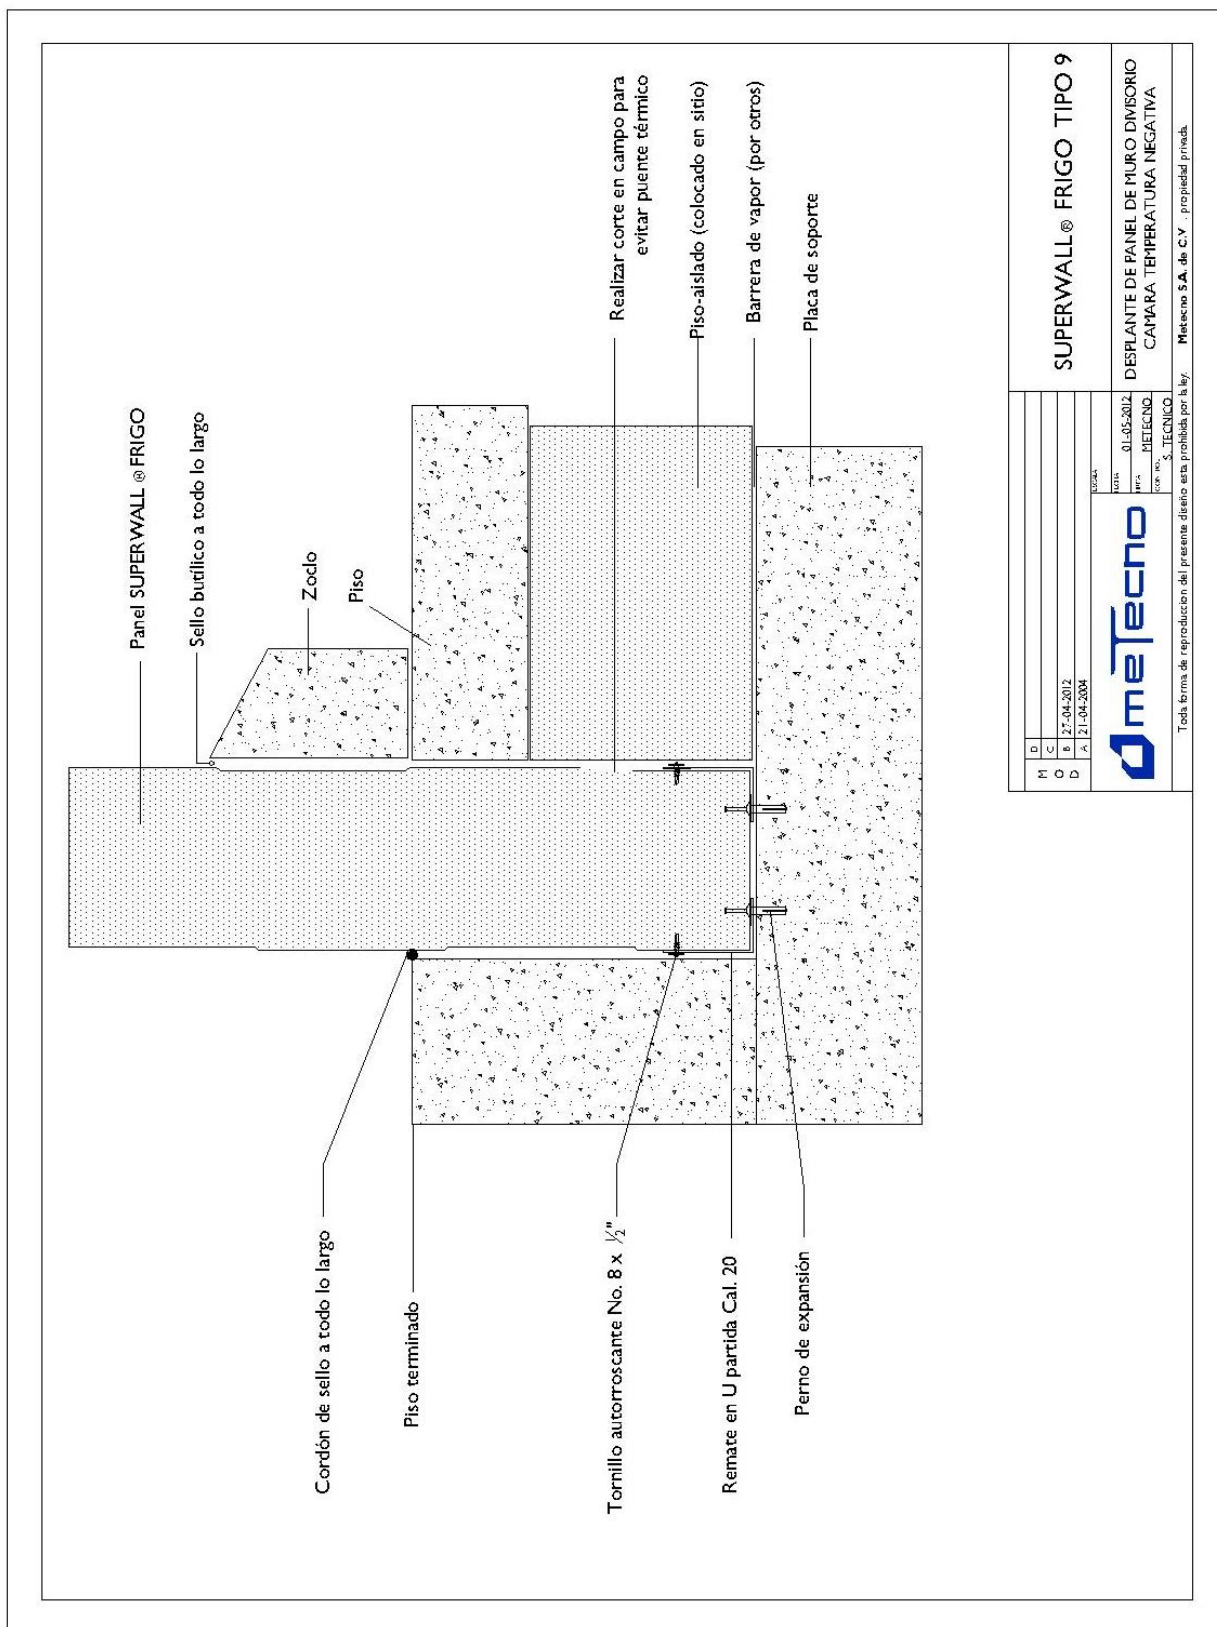 Panel SUPERWALL ® FRIGO
Sello butílico a todo lo largo
Zoclo
Piso
Realizar corte en campo para
evitar puente térmico
Piso-aislado (colocado en sitio)
Barrera de vapor (por otros)
Placa de soporte
Cordón de sello a todo lo largo
Piso terminado
Tornillo autorroscante No. 8 x ½"
Remate en U partida Cal. 20
Perno de expansión
M
O
D
D
C
B 27-04-2012
A 21-04-2004
SUPERWALL® FRIGO TIPO 9
meTecno
ESCALA
FECHA 01-05-2012
METECNO
S. TECNICO
DESPLANTE DE PANEL DE MURO DIVISORIO
CAMARA TEMPERATURA NEGATIVA
Toda forma de reproduccion del presente diseño esta prohibida por la ley. Metecno S.A. de C.V . propiedad privada.